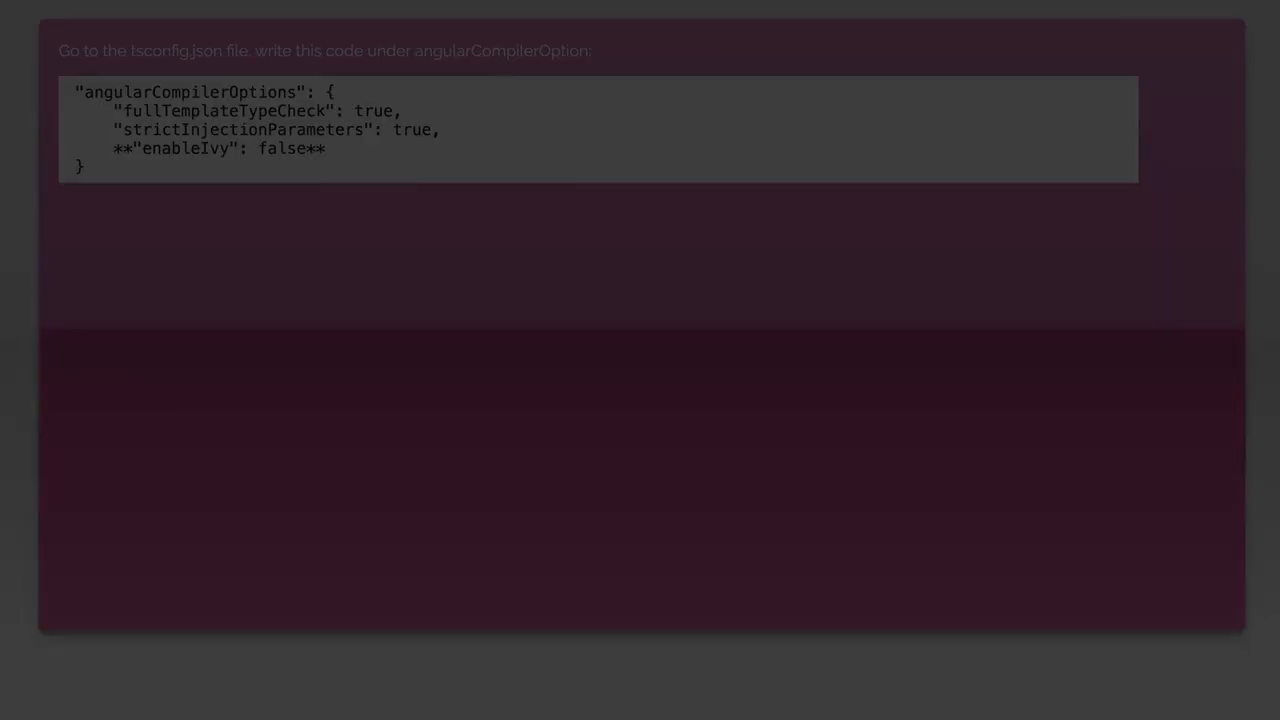 Go to the tsconfig.json file, write this code under angularCompilerOption:
"angularCompilerOptions": {
    "fullTemplateTypeCheck": true,
    "strictInjectionParameters": true,
    **"enableIvy": false**
}